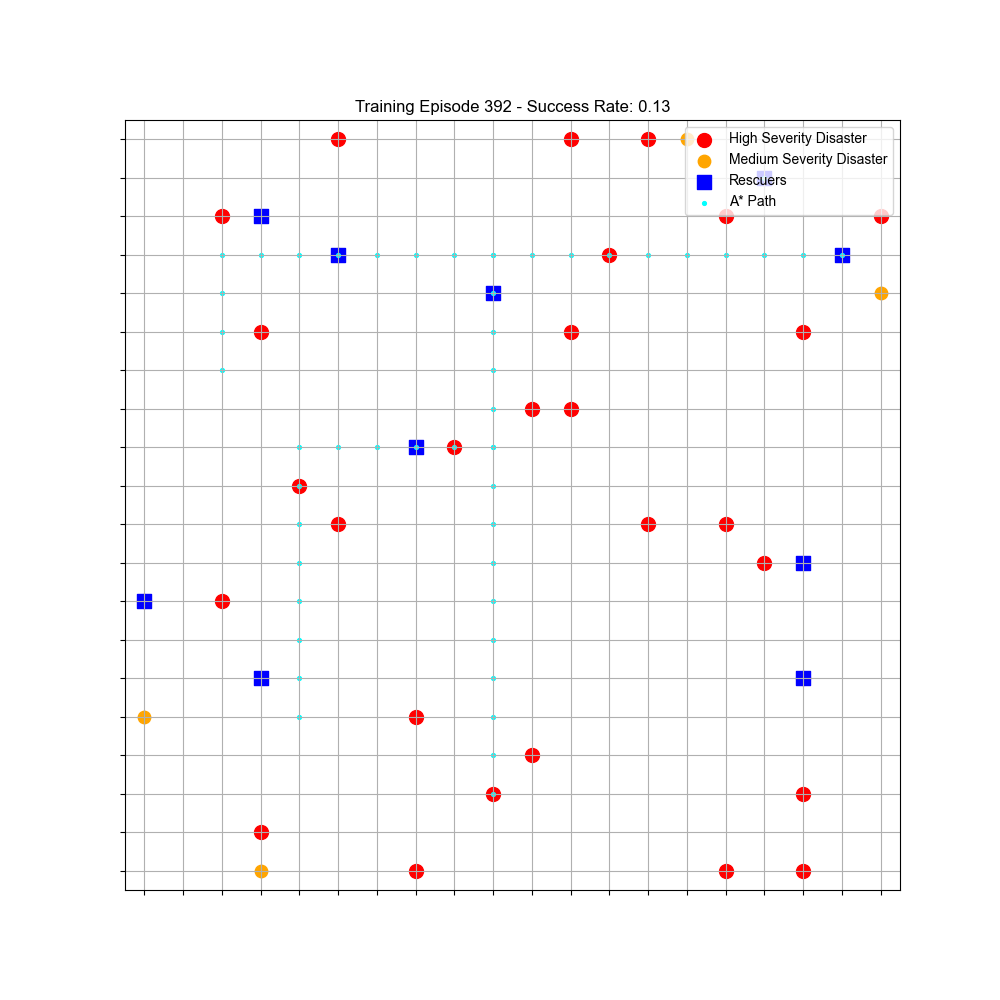 Training Episode 392 - Success Rate: 0.13
High Severity Disaster
Medium Severity Disaster
Rescuers
A* Path